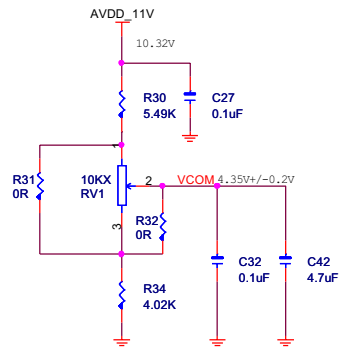 AVDD_11V
10.32V
R30
5.49K
C27
0.1uF
1
R31
0R
10KX
RV1
2
VCOM 4.35V+/-0.2V
R32
0R
3
C32
0.1uF
C42
4.7uF
R34
4.02K